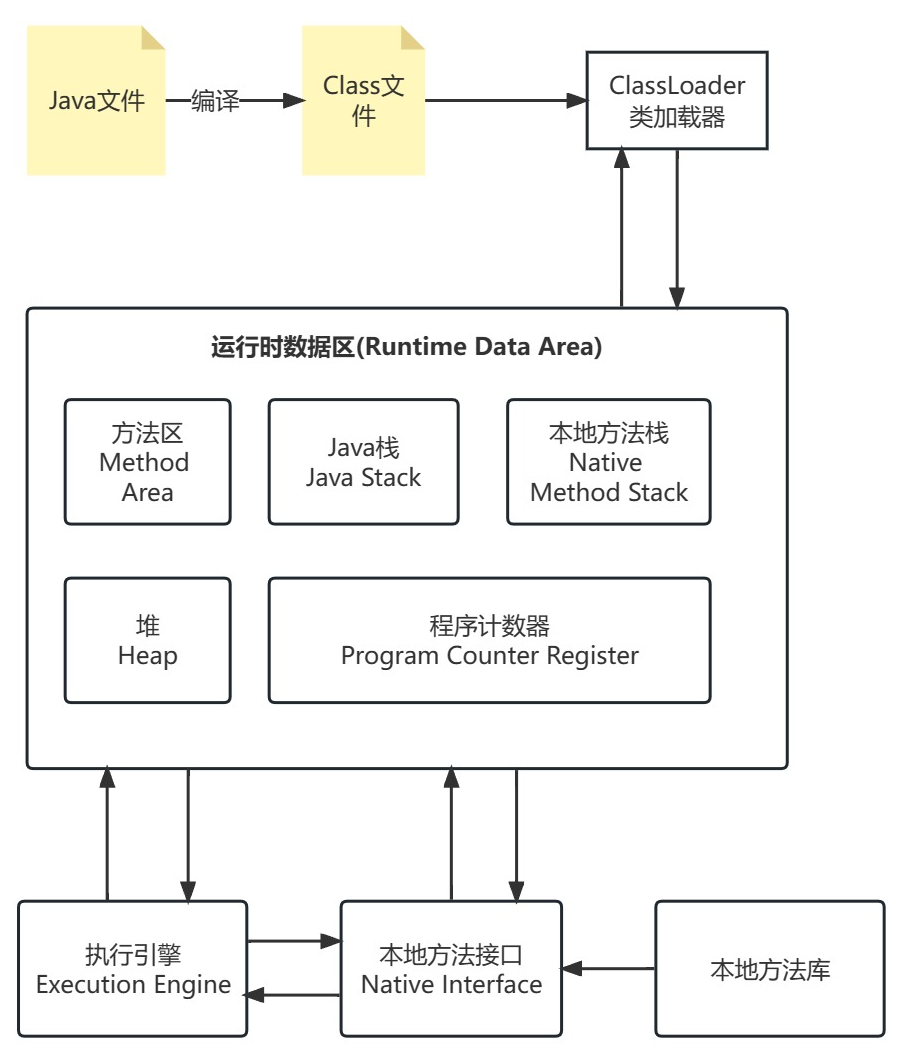 Java文件
编译
Class文
件
ClassLoader
类加载器
运行时数据区(Runtime Data Area)
方法区
Method
Area
Java栈
Java Stack
本地方法栈
Native
Method Stack
堆
Heap
程序计数器
Program Counter Register
执行引擎
Execution Engine
本地方法接口
Native Interface
本地方法库